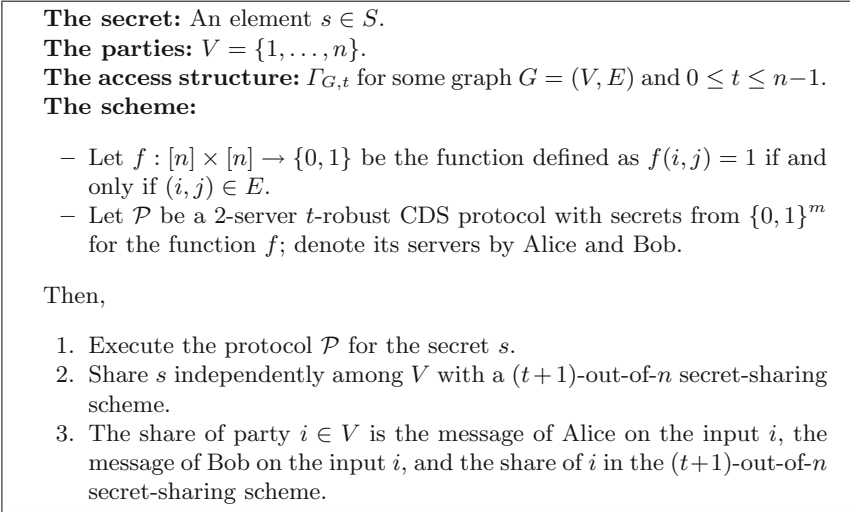 The secret: An element s ∈ S.
The parties: V = {1, . . . , n}.
The access structure: Γ_{G,t} for some graph G = (V, E) and 0 ≤ t ≤ n−1.
The scheme:
– Let f : [n] × [n] → {0, 1} be the function defined as f(i, j) = 1 if and
only if (i, j) ∈ E.
– Let 𝒫 be a 2-server t-robust CDS protocol with secrets from {0, 1}^m
for the function f; denote its servers by Alice and Bob.
Then,
1. Execute the protocol 𝒫 for the secret s.
2. Share s independently among V with a (t + 1)-out-of-n secret-sharing
scheme.
3. The share of party i ∈ V is the message of Alice on the input i, the
message of Bob on the input i, and the share of i in the (t+1)-out-of-n
secret-sharing scheme.